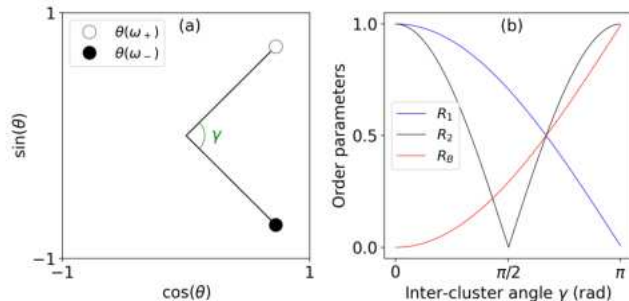 1
(a)
θ(ω₊)
θ(ω₋)
γ
sin(θ)
-1
-1
cos(θ)
1
(b)
1.0
0.5
0.0
Order parameters
R₁
R₂
R_B
0
π/2
π
Inter-cluster angle γ (rad)